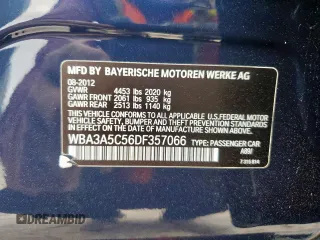 MFD BY BAYERISCHE MOTOREN WERKE AG
08-2012
GVWR 4453 lbs 2020 kg
GAWR FRONT 2061 lbs 935 kg
GAWR REAR 2513 lbs 1140 kg
THIS VEHICLE CONFORMS TO ALL APPLICABLE U.S. FEDERAL MOTOR
VEHICLE SAFETY, BUMPER, AND THEFT PREVENTION STANDARDS IN
EFFECT ON THE DATE OF MANUFACTURE SHOWN ABOVE.
WBA3A5C56DF357066 TYPE: PASSENGER CAR
DREAMBID